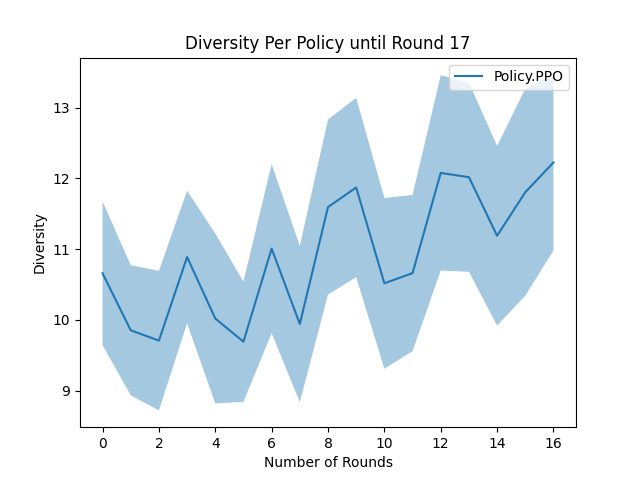 Diversity Per Policy until Round 17
Policy.PPO
13
12
11
10
9
Diversity
0 2 4 6 8 10 12 14 16
Number of Rounds